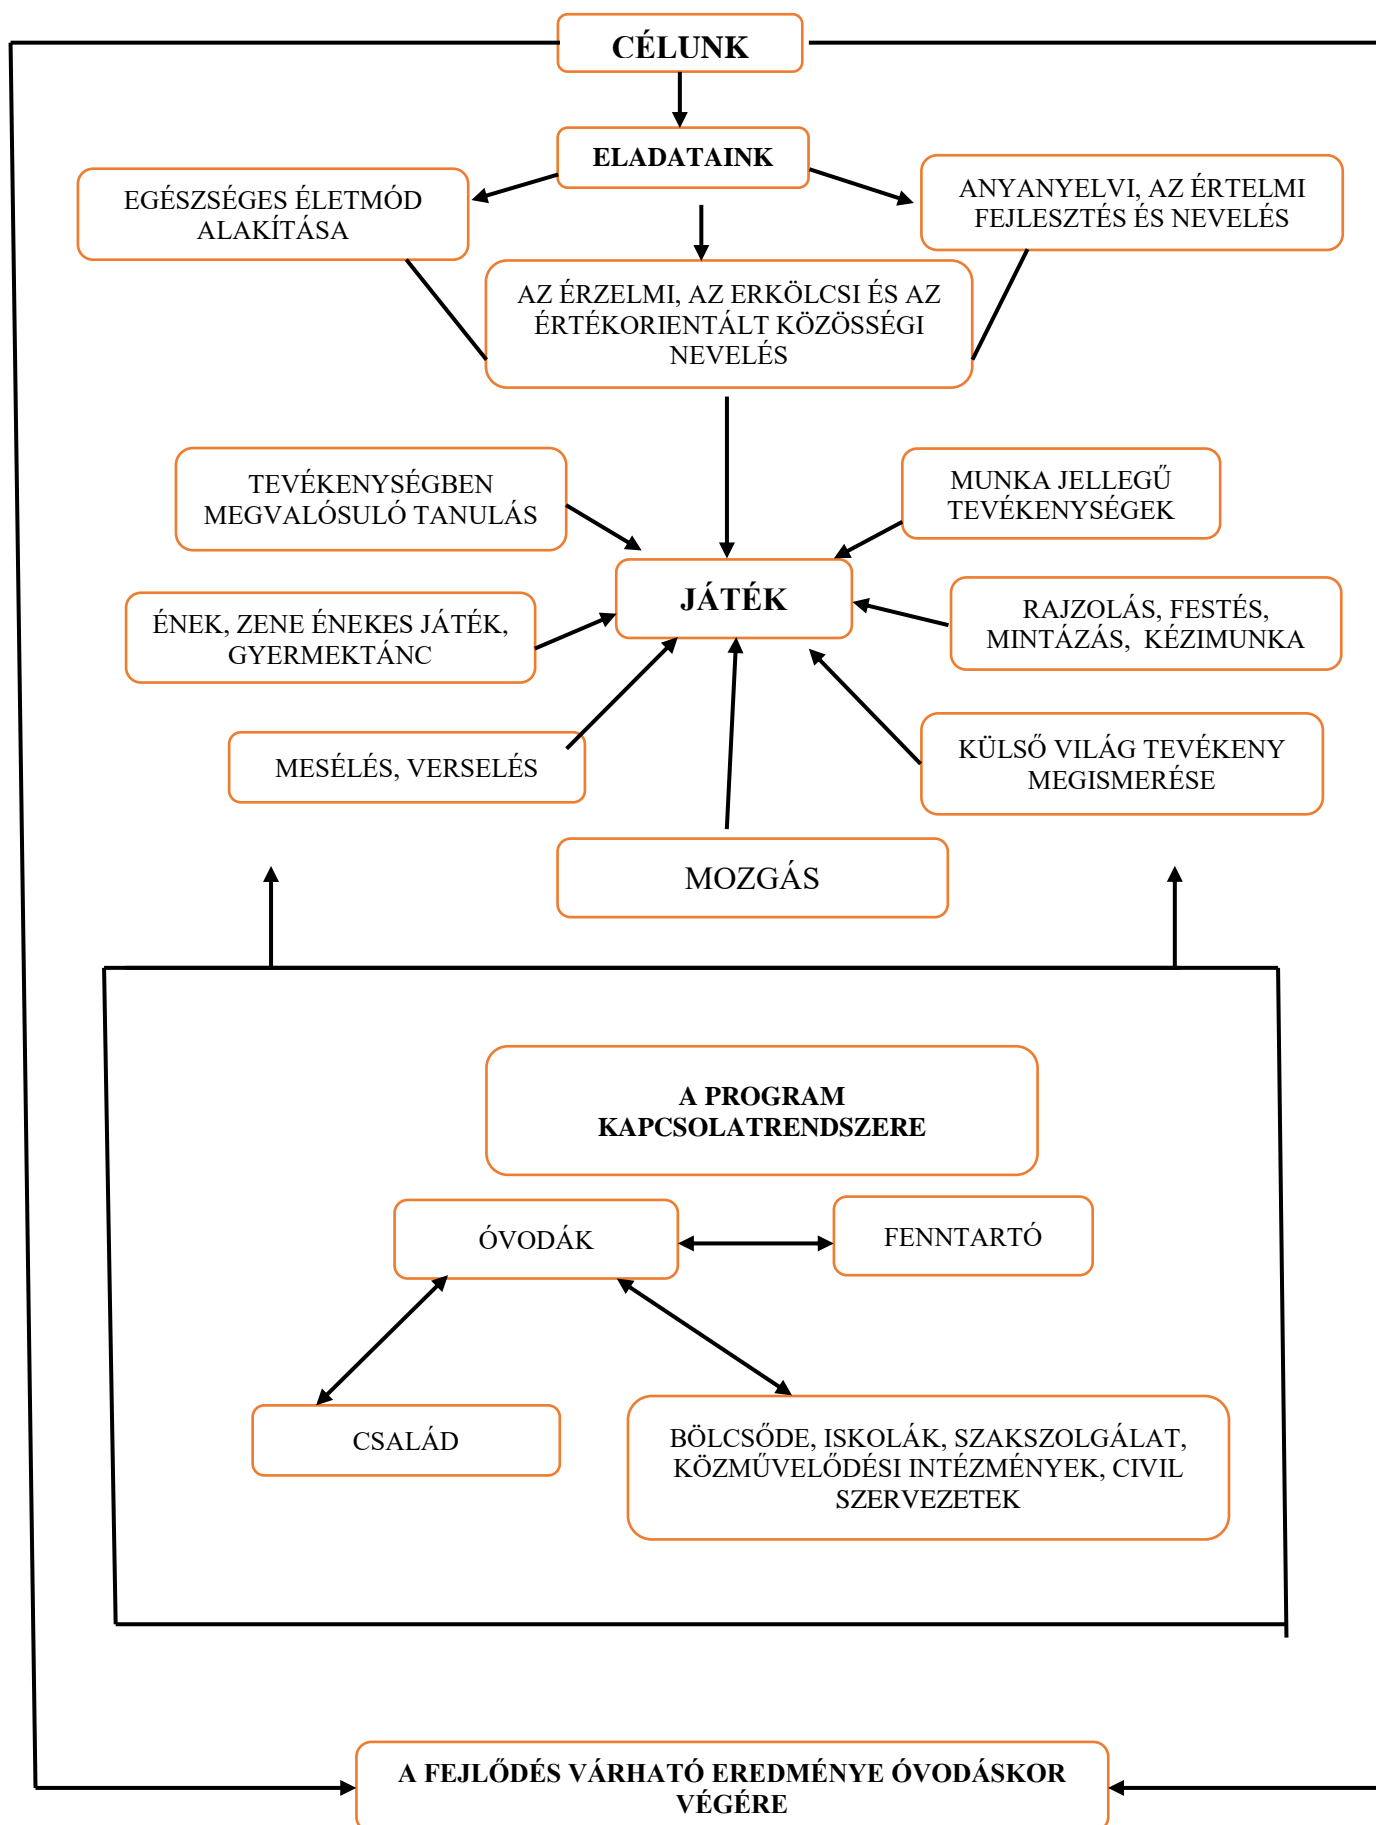 CÉLUNK
ELADATAINK
EGÉSZSÉGES ÉLETMÓD
ALAKÍTÁSA
ANYANYELVI, AZ ÉRTELMI
FEJLESZTÉS ÉS NEVELÉS
AZ ÉRZELMI, AZ ERKÖLCSI ÉS AZ
ÉRTÉKORIENTÁLT KÖZÖSSÉGI
NEVELÉS
TEVÉKENYSÉGBEN
MEGVALÓSULÓ TANULÁS
MUNKA JELLEGŰ
TEVÉKENYSÉGEK
JÁTÉK
ÉNEK, ZENE ÉNEKES JÁTÉK,
GYERMEKTÁNC
RAJZOLÁS, FESTÉS,
MINTÁZÁS, KÉZIMUNKA
MESÉLÉS, VERSELÉS
KÜLSŐ VILÁG TEVÉKENY
MEGISMERÉSE
MOZGÁS
A PROGRAM
KAPCSOLATRENDSZERE
ÓVODÁK
FENNTARTÓ
CSALÁD
BÖLCSŐDE, ISKOLÁK, SZAKSZOLGÁLAT,
KÖZMŰVELŐDÉSI INTÉZMÉNYEK, CIVIL
SZERVEZETEK
A FEJLŐDÉS VÁRHATÓ EREDMÉNYE ÓVODÁSKOR
VÉGÉRE